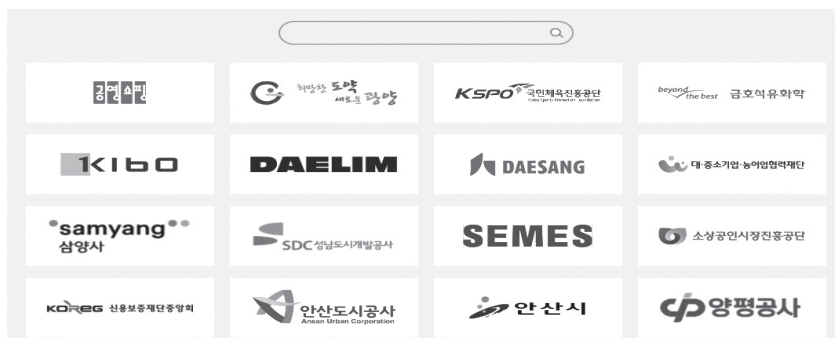 공영쇼핑
희망찬 도약
새로운 광양
KSPO 국민체육진흥공단
beyond
the best 금호석유화학
KIBO
DAELIM
DAESANG
대·중소기업·농어업협력재단
samyang
삼양사
SDC 성남도시개발공사
SEMES
소상공인시장진흥공단
KOREG 신용보증재단중앙회
안산도시공사
Ansan Urban Corporation
안산시
양평공사